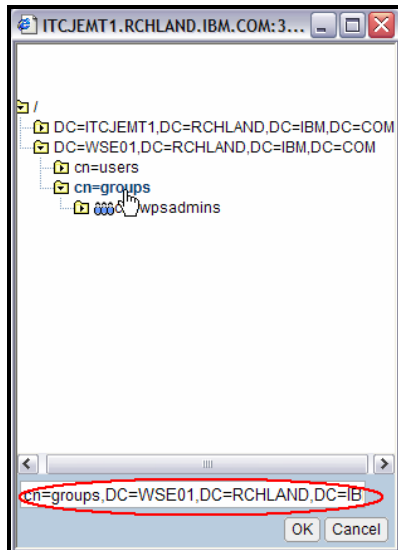 ITCJEMT1.RCHLAND.IBM.COM:3...
/
DC=ITCJEMT1,DC=RCHLAND,DC=IBM,DC=COM
DC=WSE01,DC=RCHLAND,DC=IBM,DC=COM
cn=users
cn=groups
wpsadmins
cn=groups,DC=WSE01,DC=RCHLAND,DC=IB
OK Cancel